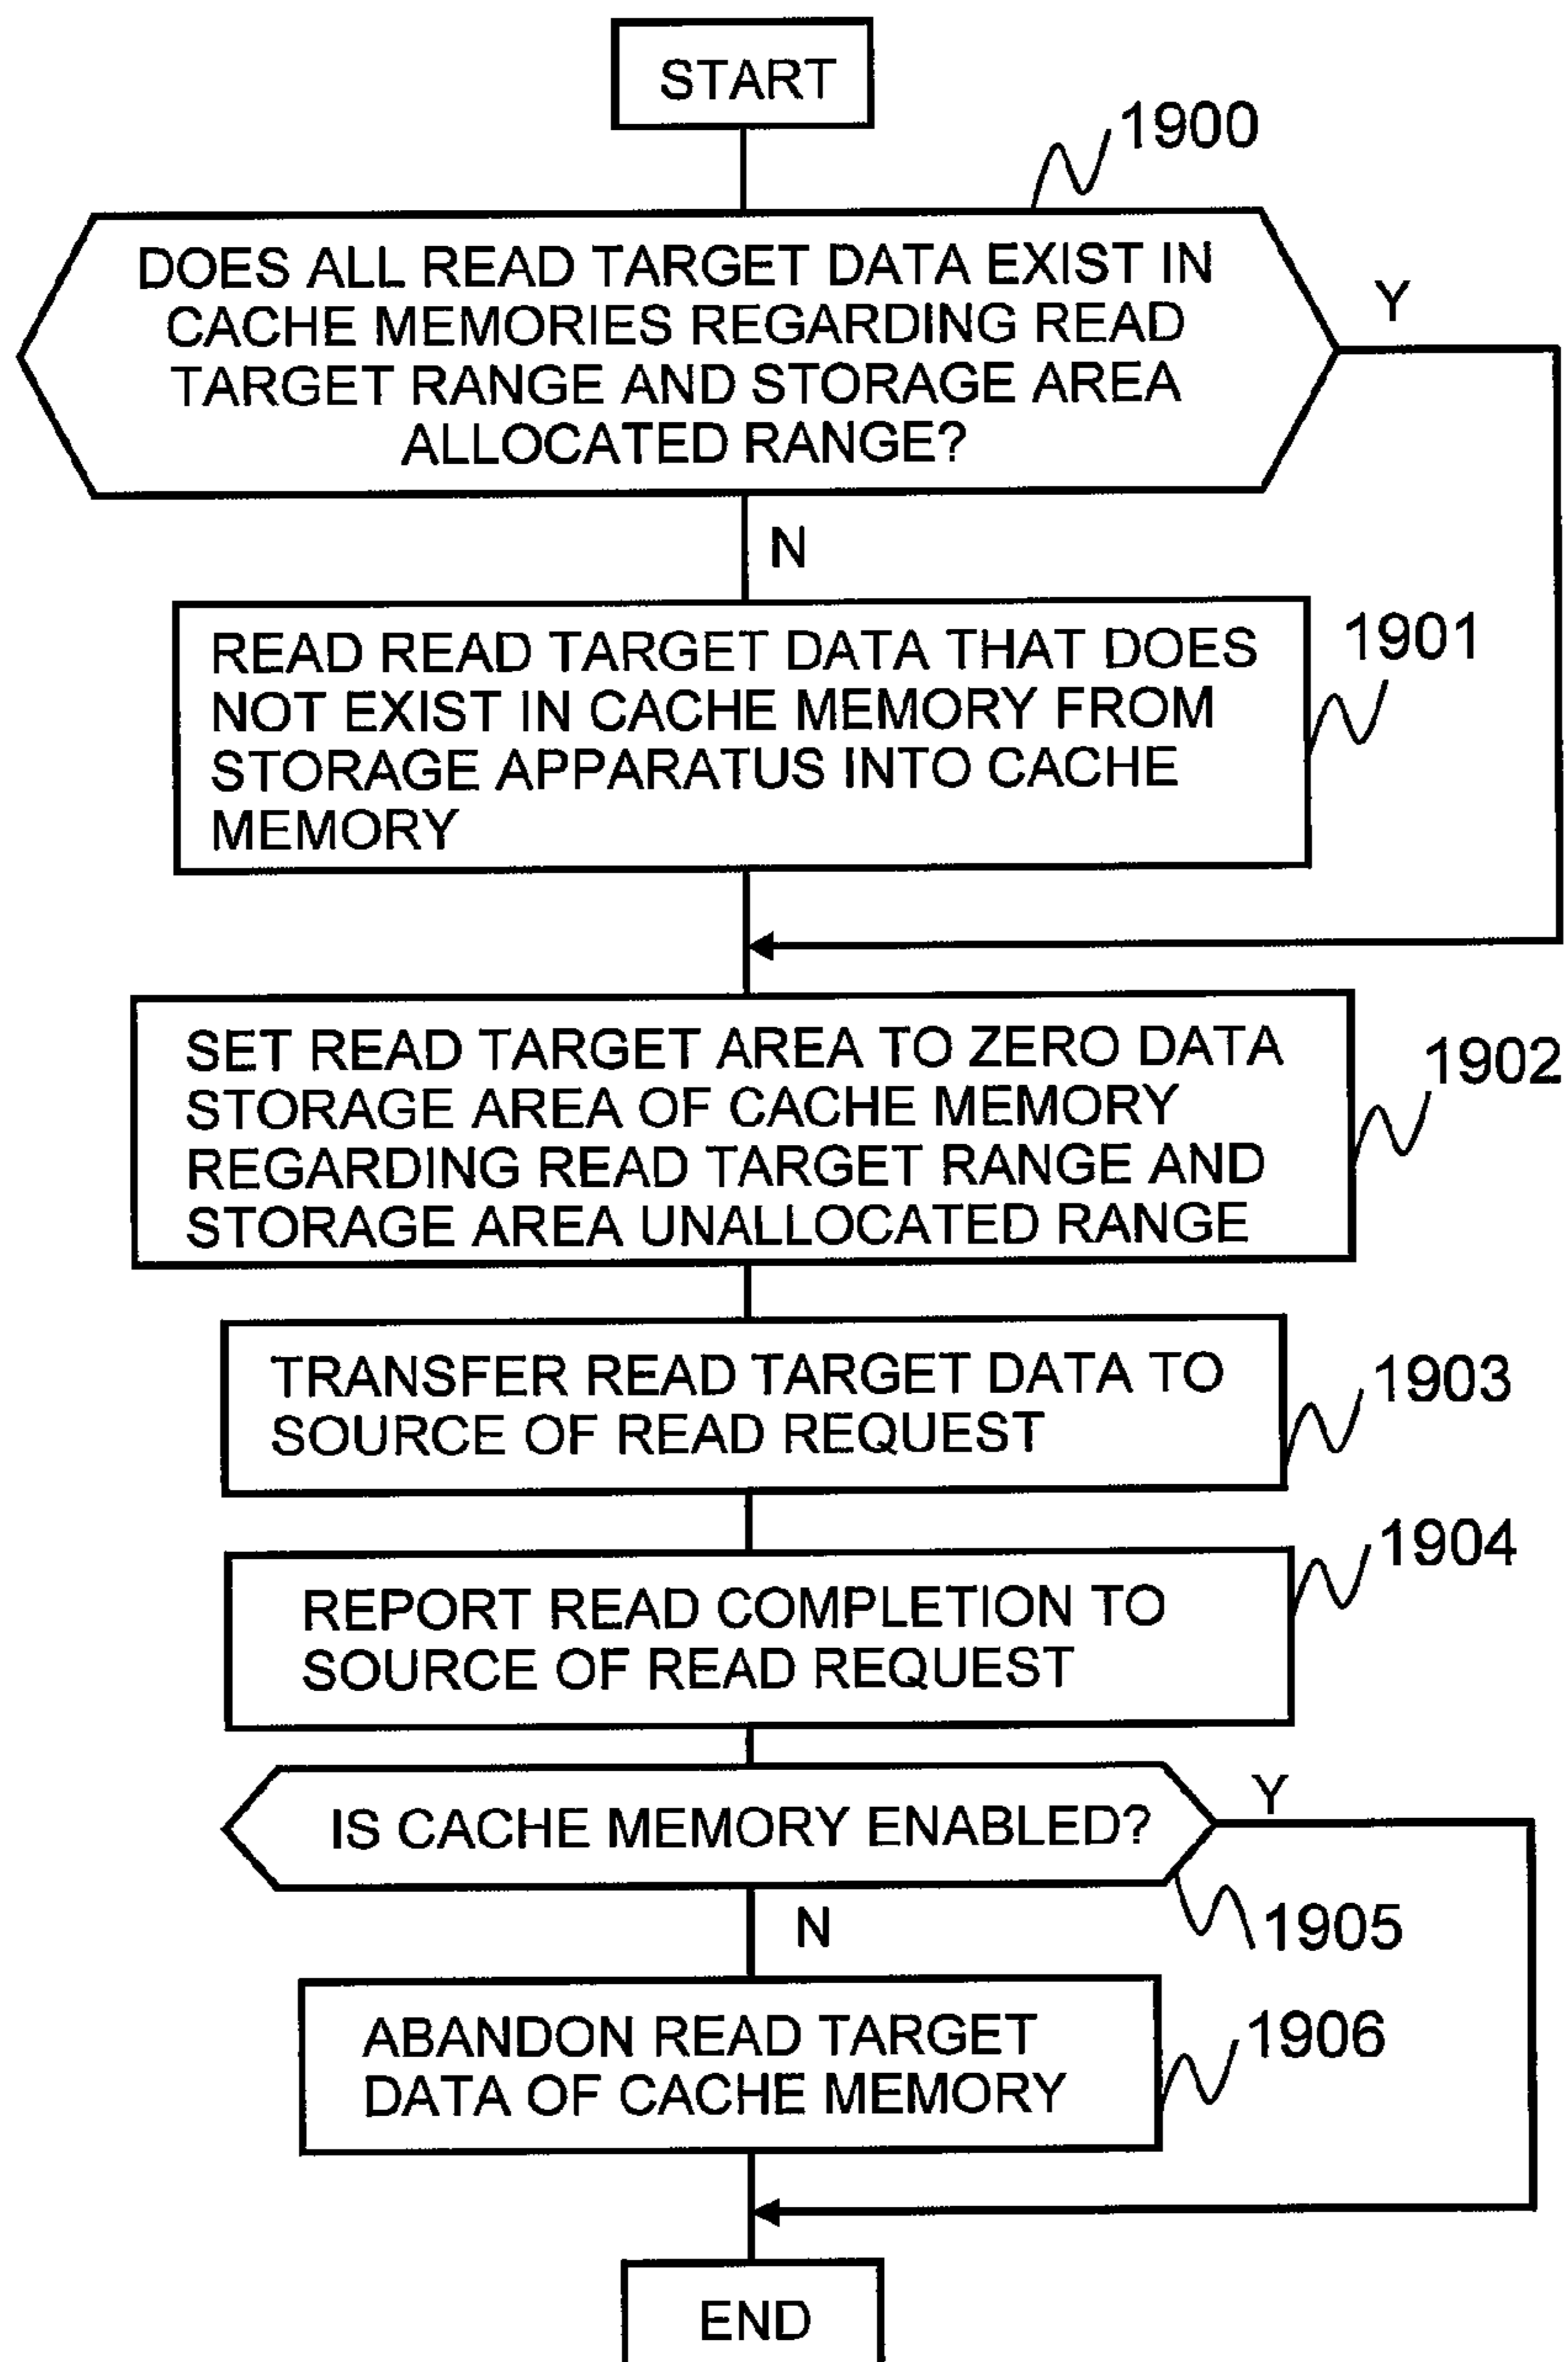 START
1900
DOES ALL READ TARGET DATA EXIST IN
CACHE MEMORIES REGARDING READ
TARGET RANGE AND STORAGE AREA
ALLOCATED RANGE?
Y
N
READ READ TARGET DATA THAT DOES
NOT EXIST IN CACHE MEMORY FROM
STORAGE APPARATUS INTO CACHE
MEMORY
1901
SET READ TARGET AREA TO ZERO DATA
STORAGE AREA OF CACHE MEMORY
REGARDING READ TARGET RANGE AND
STORAGE AREA UNALLOCATED RANGE
1902
TRANSFER READ TARGET DATA TO
SOURCE OF READ REQUEST
1903
REPORT READ COMPLETION TO
SOURCE OF READ REQUEST
1904
IS CACHE MEMORY ENABLED?
Y
1905
N
ABANDON READ TARGET
DATA OF CACHE MEMORY
1906
END